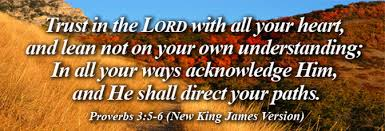 Trust in the LORD with all your heart,
and lean not on your own understanding;
In all your ways acknowledge Him,
and He shall direct your paths.
Proverbs 3:5-6 (New King James Version)